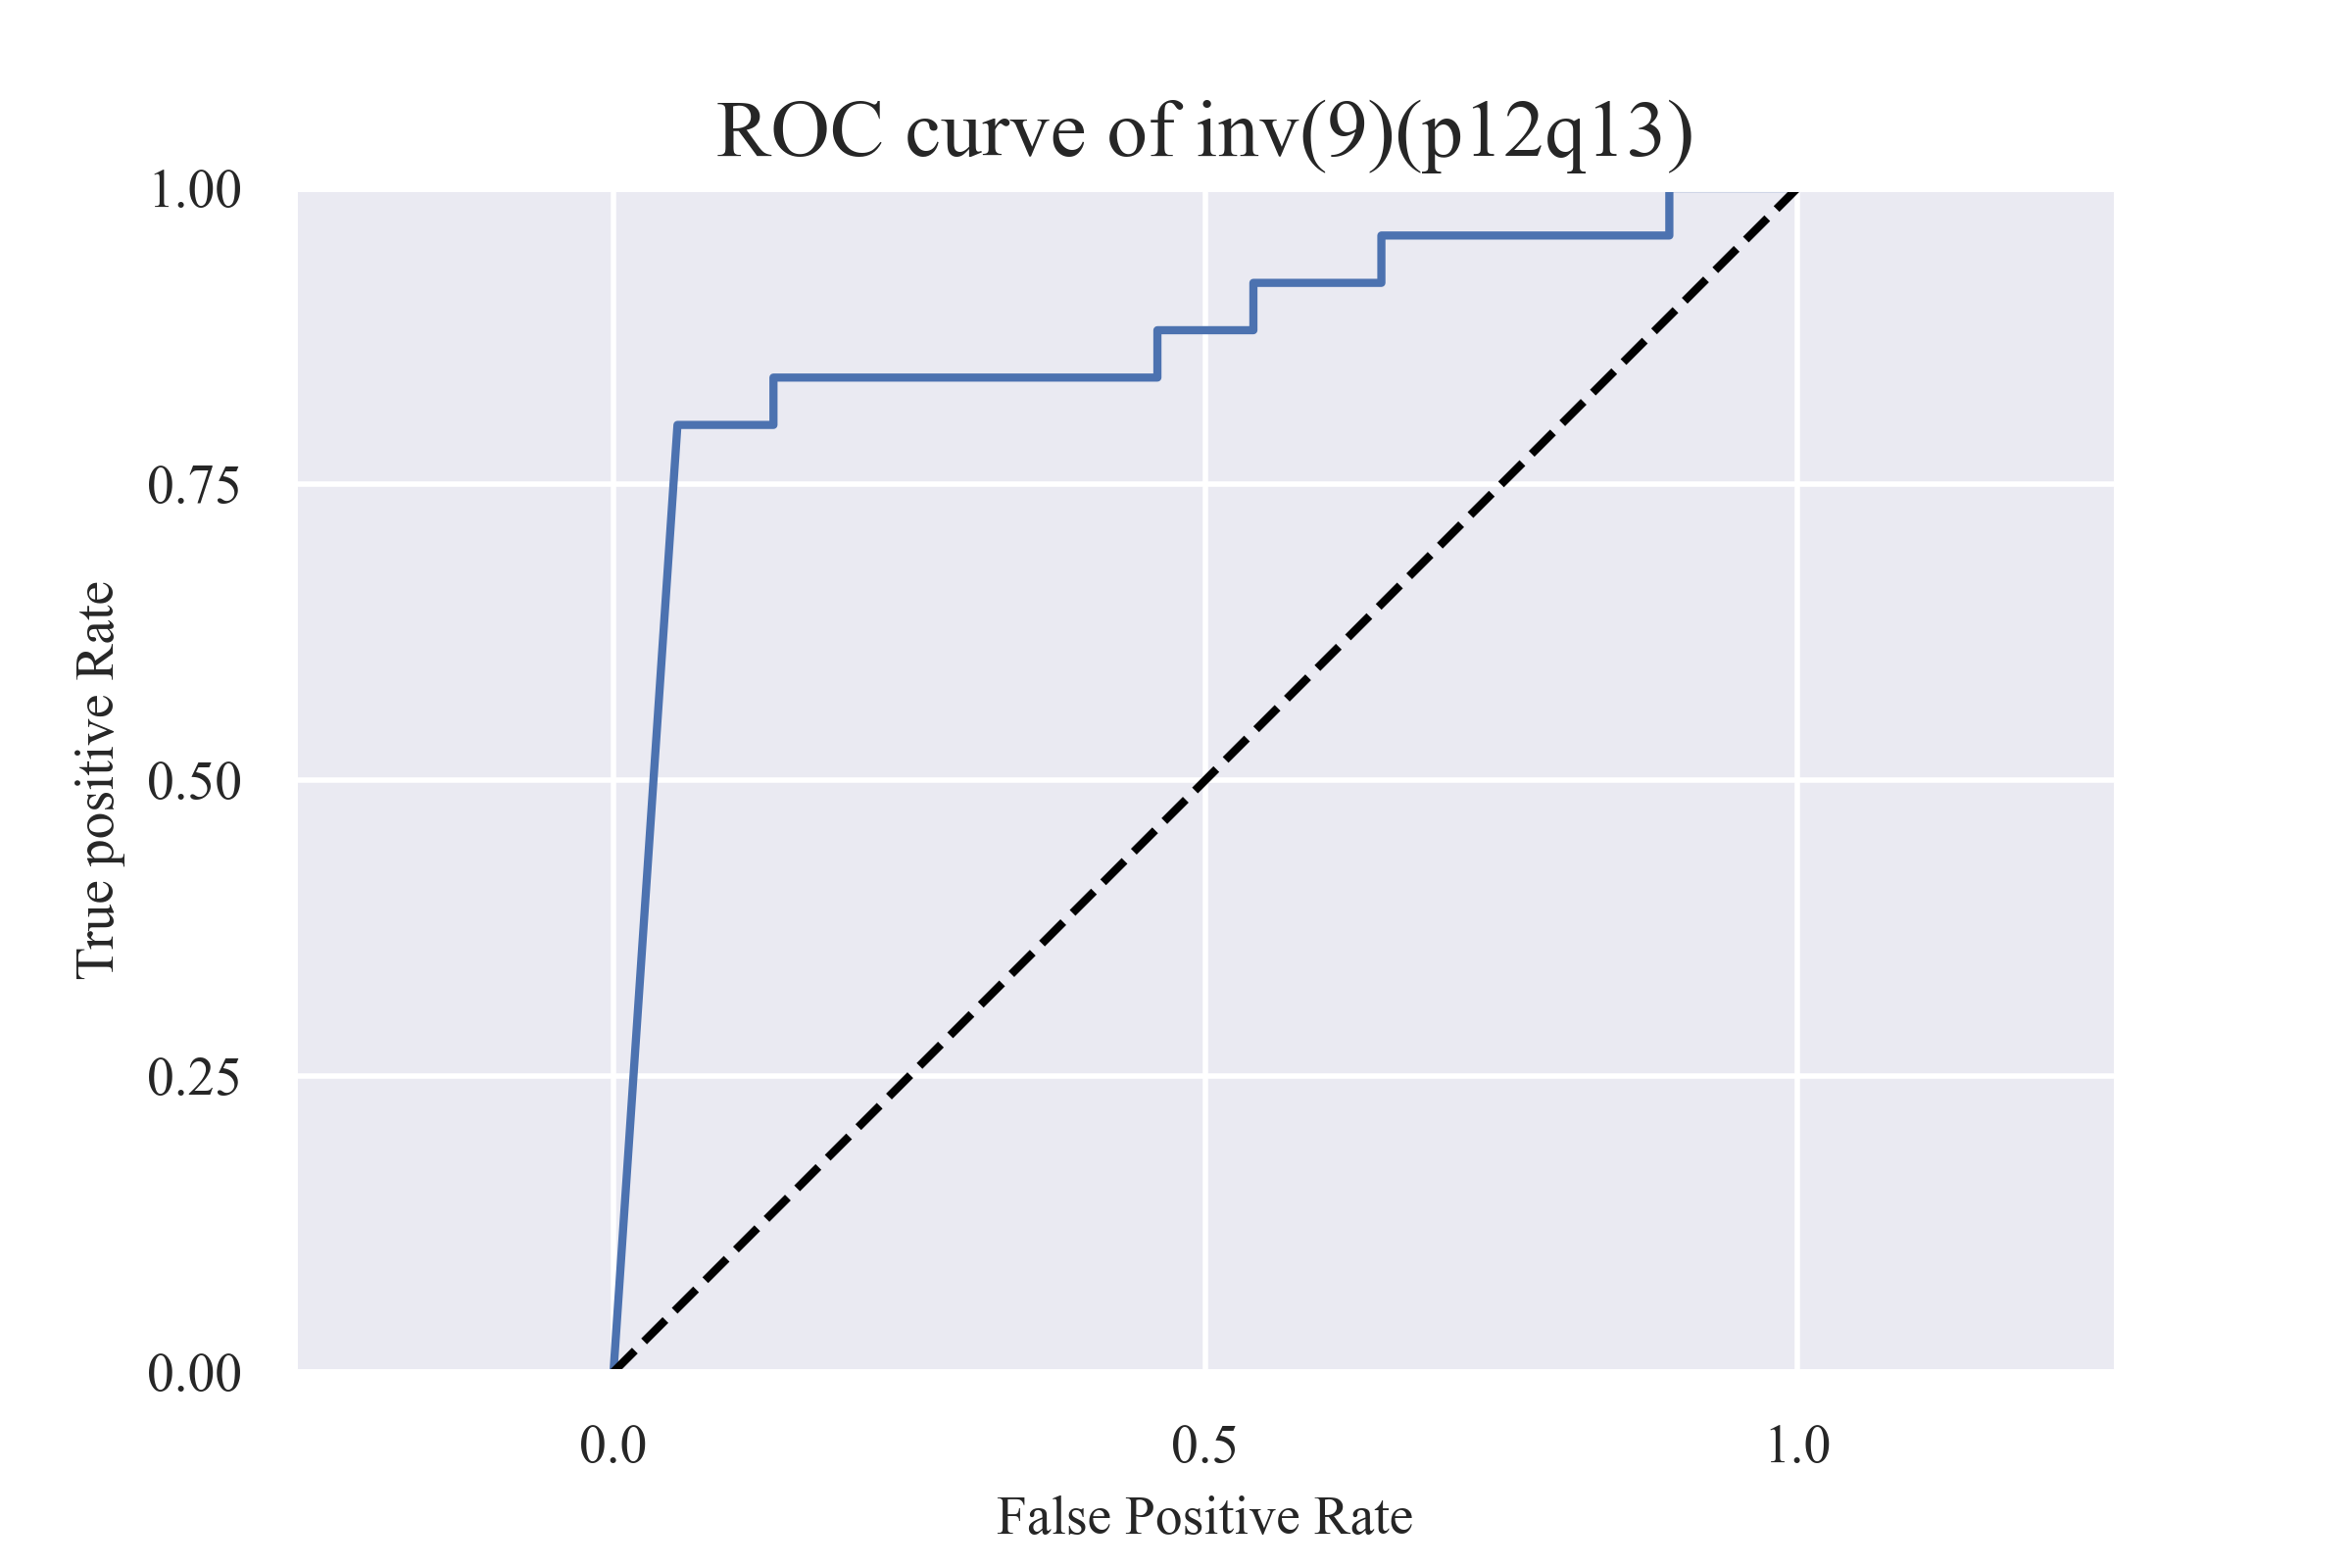 ROC curve of inv(9)(p12q13)
1.00
0.75
0.50
0.25
0.00
True positive Rate
0.0 0.5 1.0
False Positive Rate